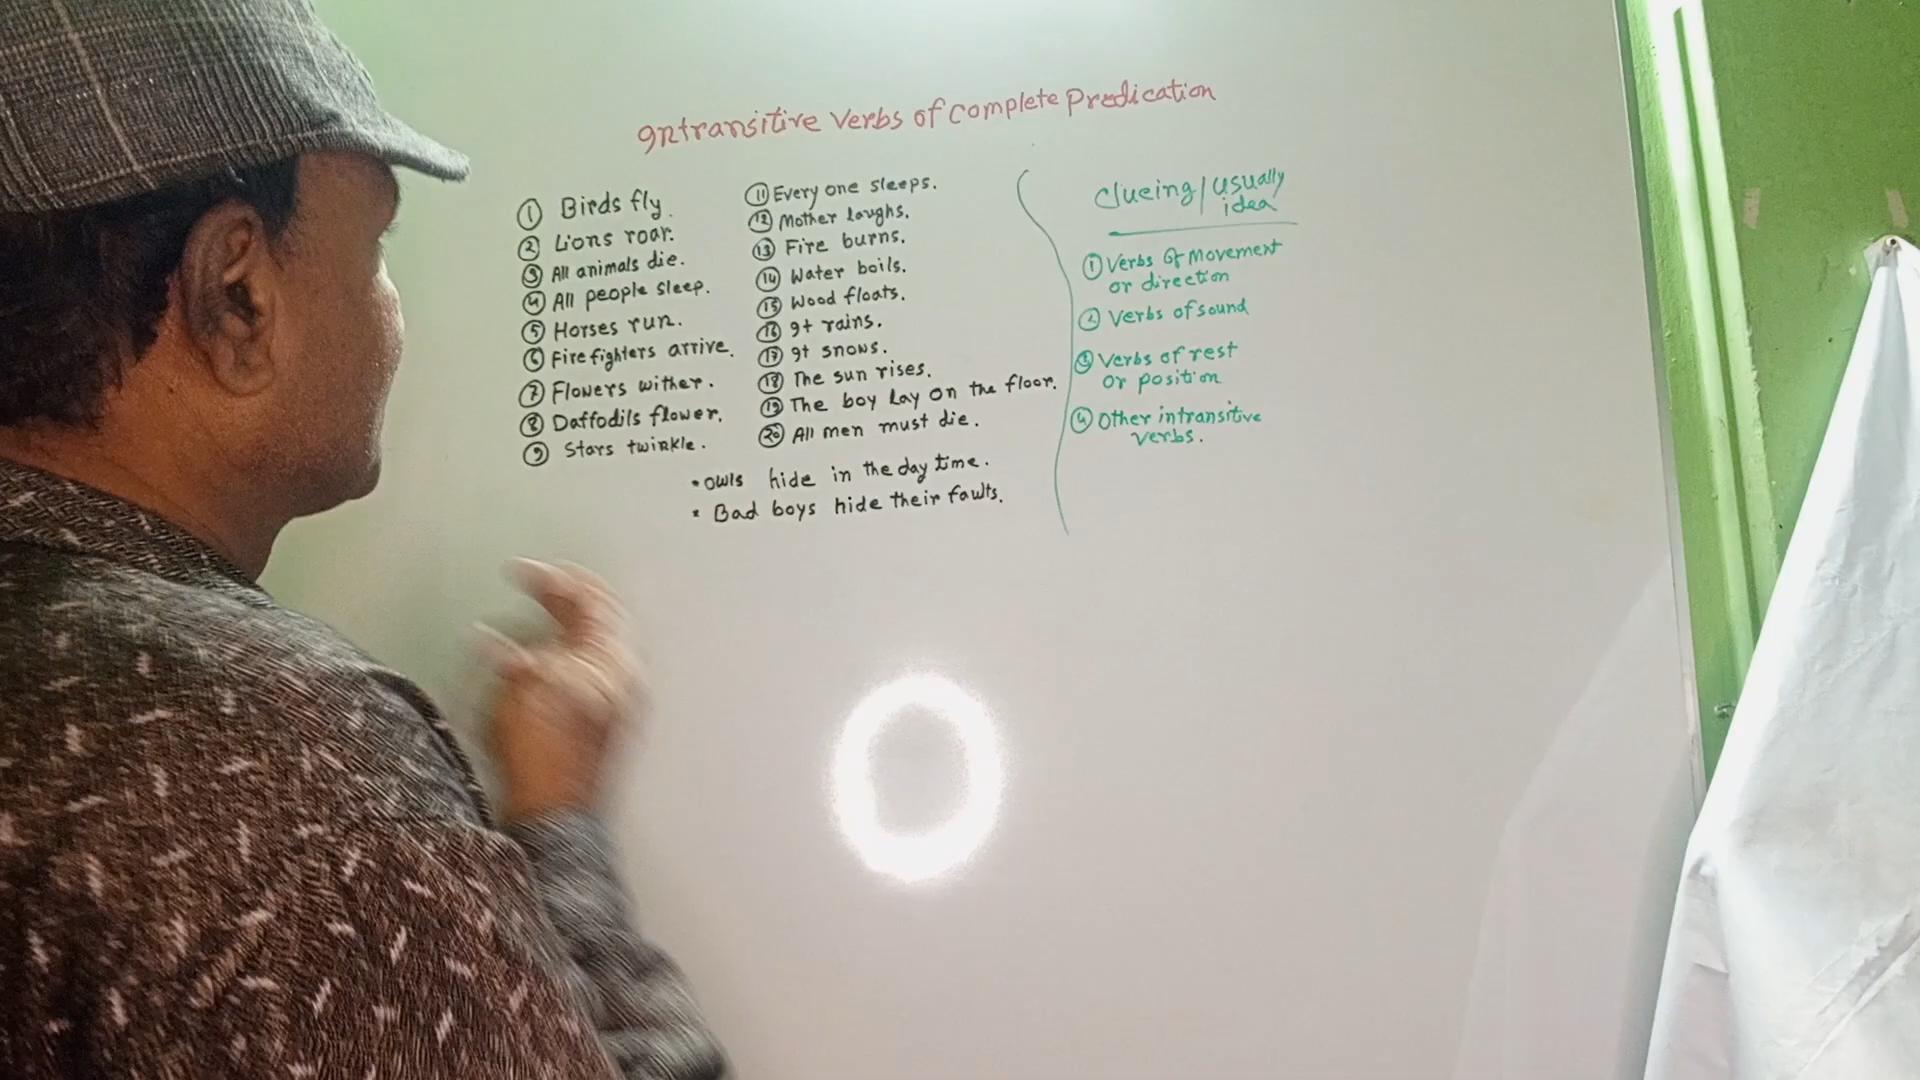 Intransitive Verbs of Complete Predication
① Birds fly.
② Lions roar.
③ All animals die.
④ All people sleep.
⑤ Horses run.
⑥ Firefighters arrive.
⑦ Flowers wither.
⑧ Daffodils flower.
⑨ Stars twinkle.
⑪ Every one sleeps.
⑫ Mother laughs.
⑬ Fire burns.
⑭ Water boils.
⑮ Wood floats.
⑯ It rains.
⑰ It snows.
⑱ The sun rises.
⑲ The boy lay on the floor.
⑳ All men must die.
• Owls hide in the day time.
* Bad boys hide their faults.
Clueing/usually
idea
① Verbs of Movement
or direction
② Verbs of sound
③ Verbs of rest
or position
④ Other intransitive
verbs.